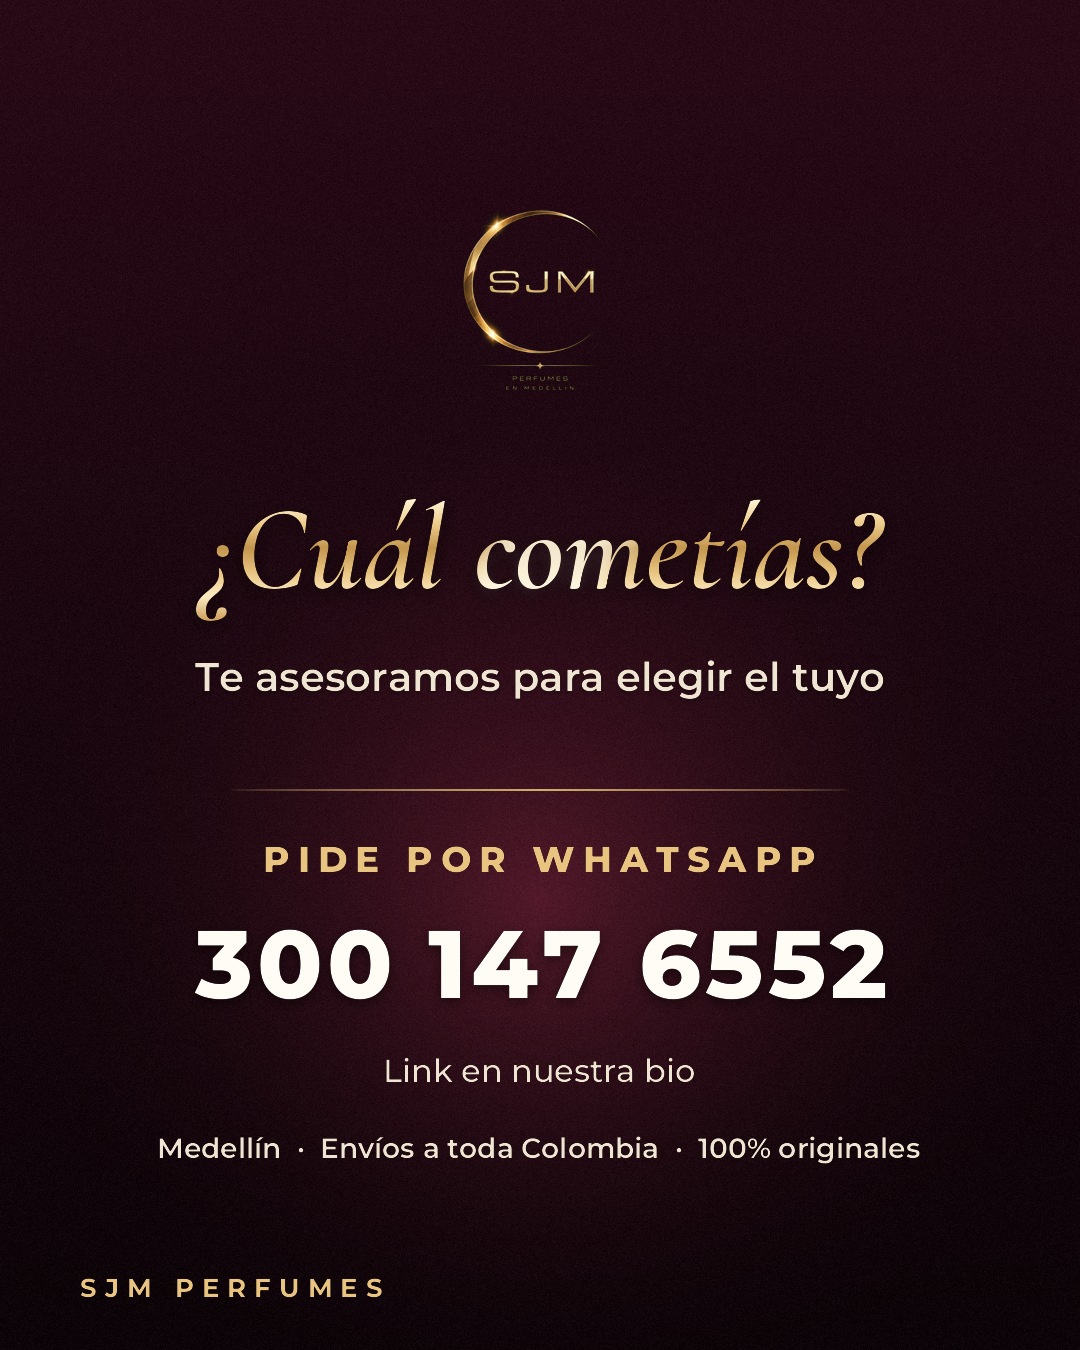 SJM
PERFUMES
EN MEDELLIN
¿Cuál cometías?
Te asesoramos para elegir el tuyo
PIDE POR WHATSAPP
300 147 6552
Link en nuestra bio
Medellín · Envíos a toda Colombia · 100% originales
SJM PERFUMES